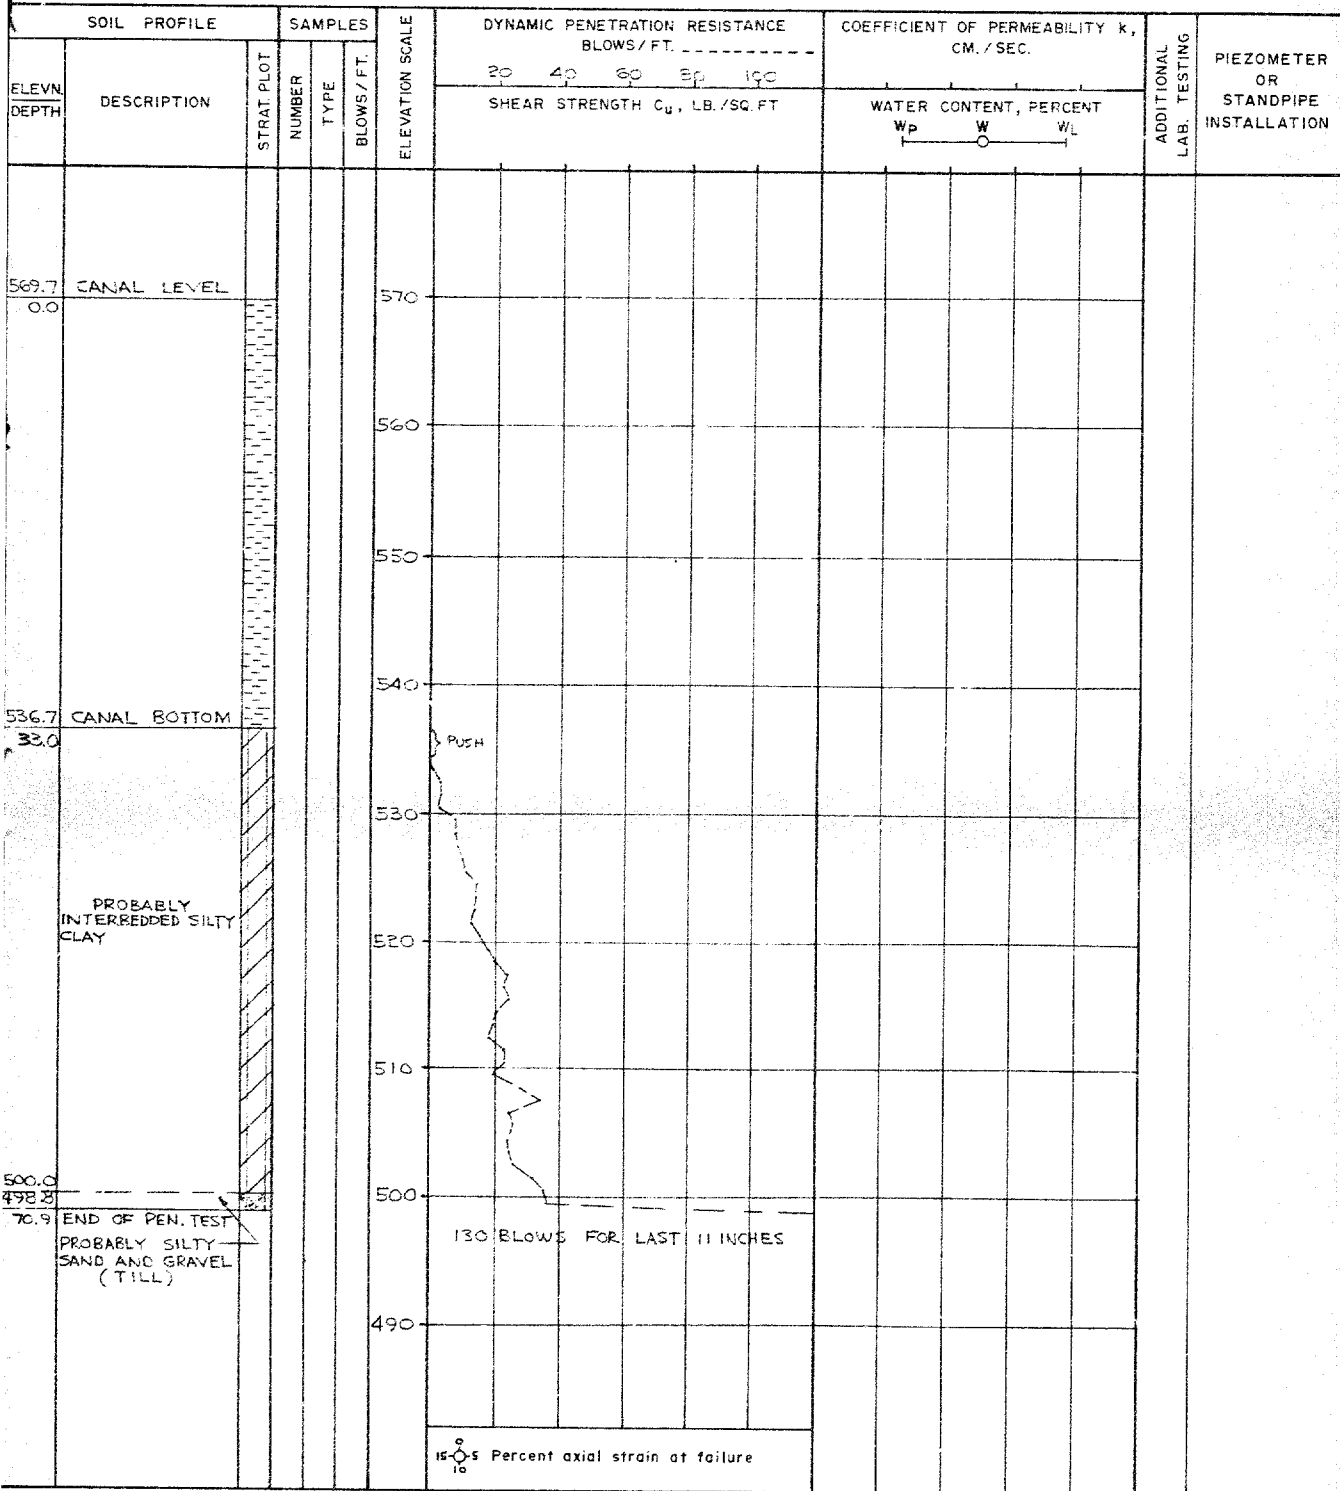 SOIL PROFILE
SAMPLES
ELEVATION SCALE
DYNAMIC PENETRATION RESISTANCE
BLOWS/FT. ----------
20 40 60 80 100
SHEAR STRENGTH Cu, LB./SQ.FT
COEFFICIENT OF PERMEABILITY k,
CM./SEC.
WATER CONTENT, PERCENT
WP W WL
ADDITIONAL
LAB. TESTING
PIEZOMETER
OR
STANDPIPE
INSTALLATION
ELEVN.
DEPTH
DESCRIPTION
STRAT. PLOT
NUMBER
TYPE
BLOWS/FT.
569.7 CANAL LEVEL
0.0
570
560
550
540
536.7 CANAL BOTTOM
33.0
PUSH
530
PROBABLY
INTERBEDDED SILTY
CLAY
520
510
500.0
498.8
500
70.9 END OF PEN. TEST
PROBABLY SILTY
SAND AND GRAVEL
(TILL)
130 BLOWS FOR LAST 11 INCHES
490
0
15 5 Percent axial strain at failure
10